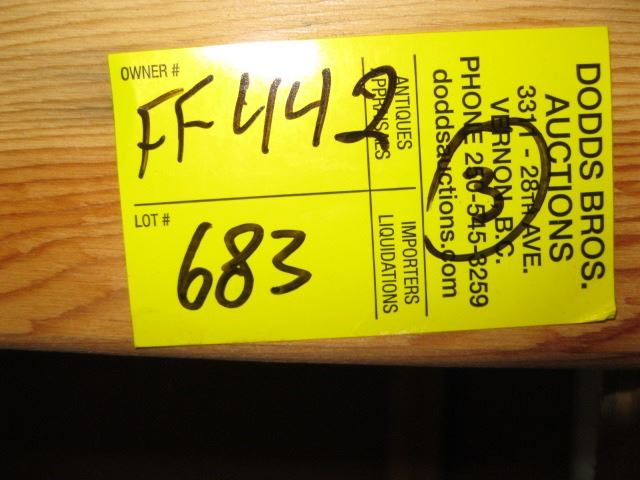 OWNER #
FF442
LOT #
683
ANTIQUES
APPRAISALS
IMPORTERS
LIQUIDATIONS
DODDS BROS.
AUCTIONS
3311 - 28TH AVE.
VERNON, B.C.
PHONE 250-545-3259
doddsauctions.com
3